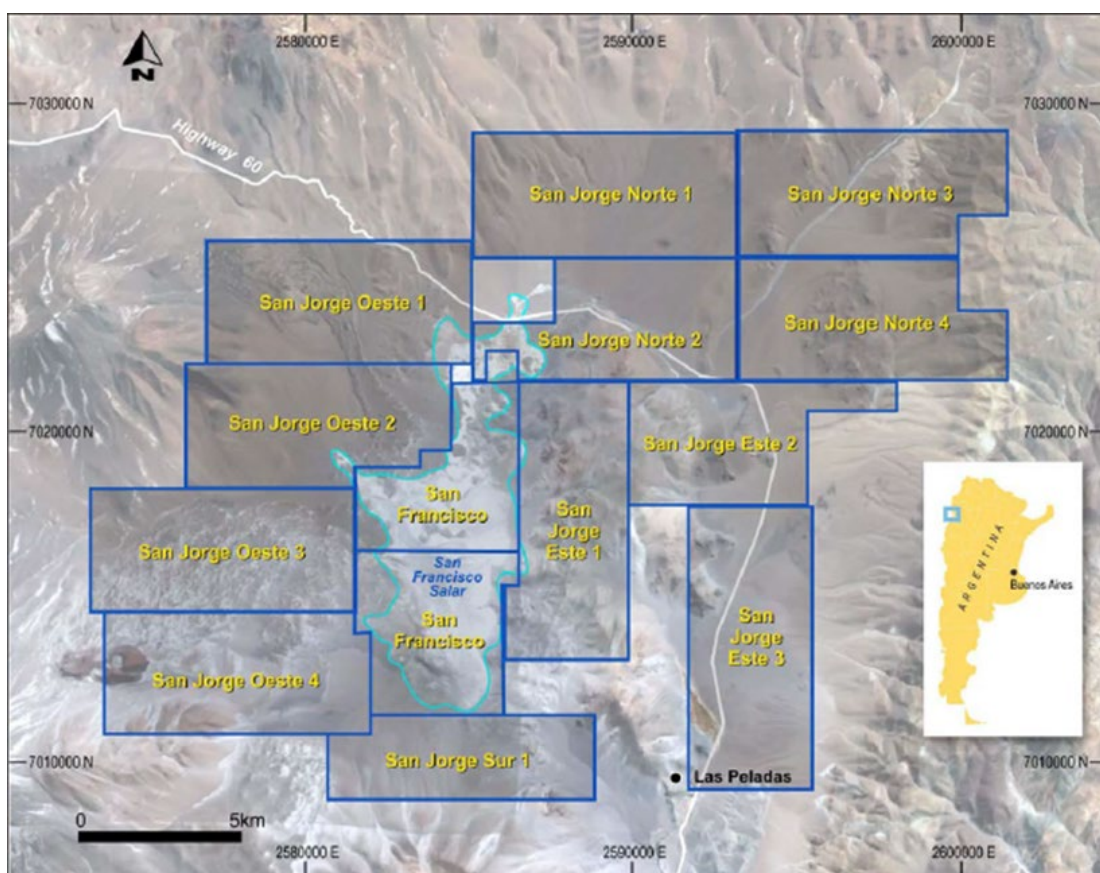 2580000 E
2590000 E
2600000 E
N
7030000 N
7030000 N
Highway 60
San Jorge Norte 1
San Jorge Norte 3
San Jorge Oeste 1
San Jorge Norte 2
San Jorge Norte 4
San Jorge Oeste 2
7020000 N
7020000 N
San Jorge Este 2
San
Francisco
San
Jorge
Este 1
San Jorge Oeste 3
San
Francisco
Salar
San
Francisco
San
Jorge
Este 3
San Jorge Oeste 4
San Jorge Sur 1
ARGENTINA
Buenos Aires
7010000 N
7010000 N
Las Peladas
0
5km
2580000 E
2590000 E
2600000 E